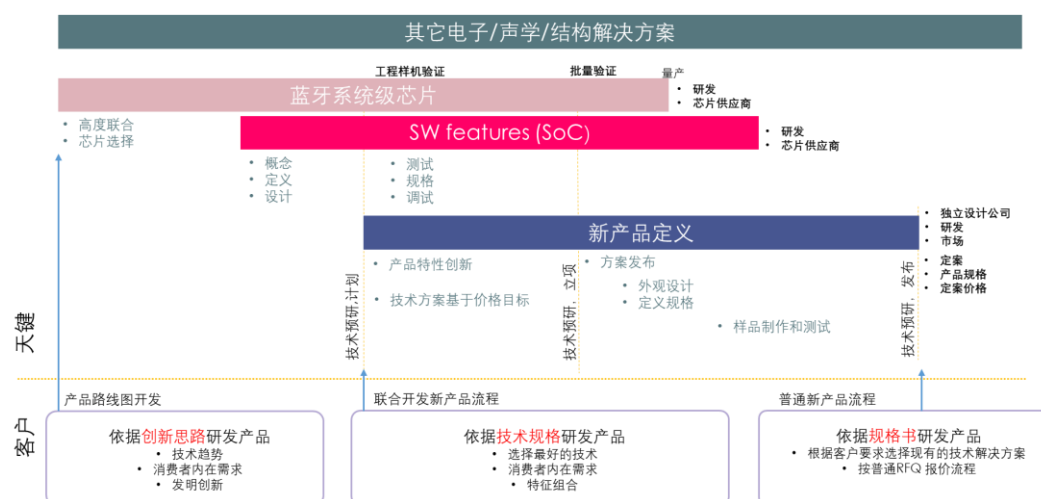 其它电子/声学/结构解决方案
工程样机验证
批量验证
量产
蓝牙系统级芯片
• 研发
• 芯片供应商
• 高度联合
• 芯片选择
SW features (SoC)
• 研发
• 芯片供应商
• 概念
• 定义
• 设计
• 测试
• 规格
• 调试
新产品定义
• 独立设计公司
• 研发
• 市场
• 定案
• 产品规格
• 定案价格
• 产品特性创新
• 技术方案基于价格目标
• 方案发布
• 外观设计
• 定义规格
• 样品制作和测试
技术预研,计划
技术预研，立项
技术预研，发布
天键
客户
产品路线图开发
联合开发新产品流程
普通新产品流程
依据创新思路研发产品
• 技术趋势
• 消费者内在需求
• 发明创新
依据技术规格研发产品
• 选择最好的技术
• 消费者内在需求
• 特征组合
依据规格书研发产品
• 根据客户要求选择现有的技术解决方案
• 按普通RFQ 报价流程